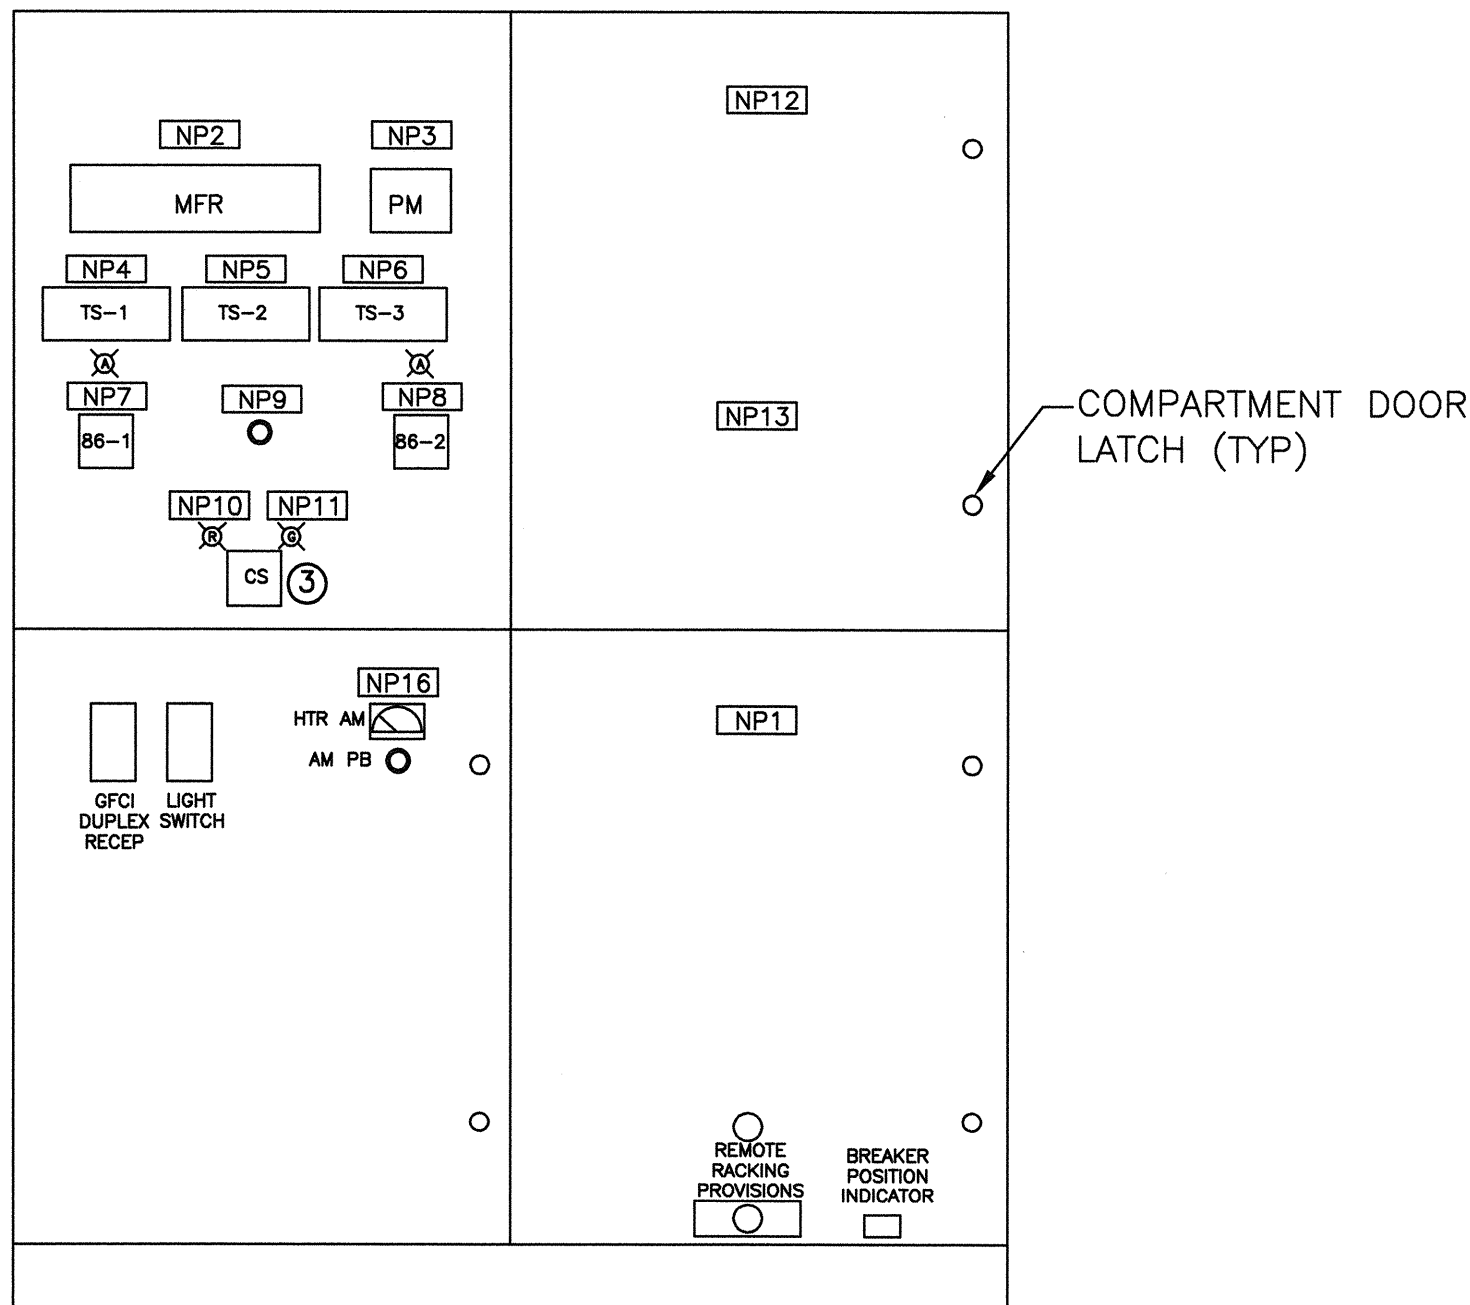 NP12
NP2
NP3
MFR
PM
NP4
NP5
NP6
TS-1
TS-2
TS-3
A
A
NP7
NP9
NP8
86-1
86-2
NP13
COMPARTMENT DOOR
LATCH (TYP)
NP10
NP11
R
G
CS
3
NP16
HTR AM
AM PB
GFCI
DUPLEX
RECEP
LIGHT
SWITCH
NP1
REMOTE
RACKING
PROVISIONS
BREAKER
POSITION
INDICATOR